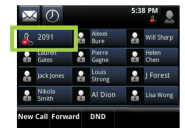 5:38 PM
2091
Alexei Bure
Will Sharp
Lauren Gates
Pierre Gagne
Helen Chen
Jack Jones
Louis Strong
J Forest
Nikola Smith
Al Dion
Lisa Wong
New Call Forward DND